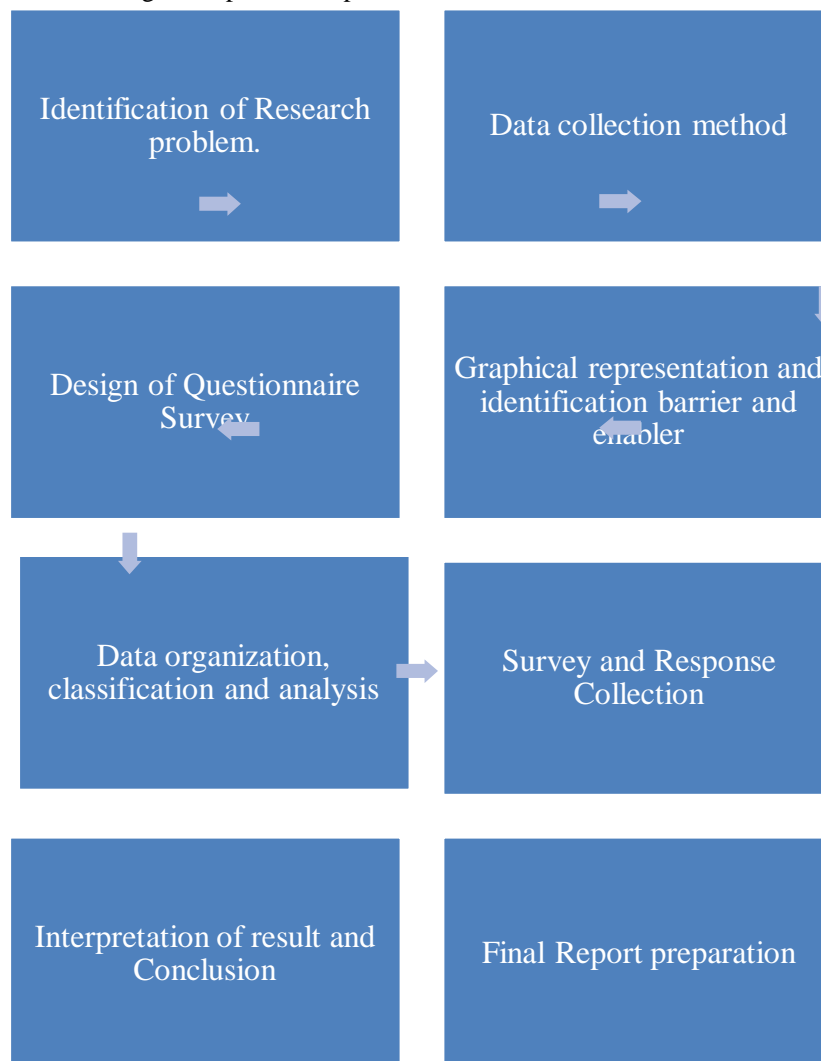 Identification of Research
problem.
Data collection method
Design of Questionnaire
Survey
Graphical representation and
identification barrier and
enabler
Data organization,
classification and analysis
Survey and Response
Collection
Interpretation of result and
Conclusion
Final Report preparation